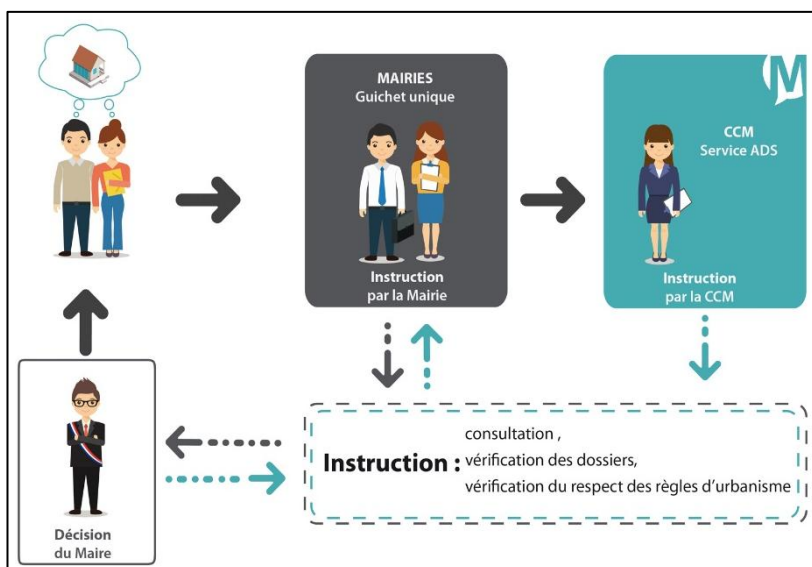 MAIRIES
Guichet unique
Instruction
par la Mairie
M
CCM
Service ADS
Instruction
par la CCM
Décision
du Maire
Instruction :
consultation ,
vérification des dossiers,
vérification du respect des règles d'urbanisme